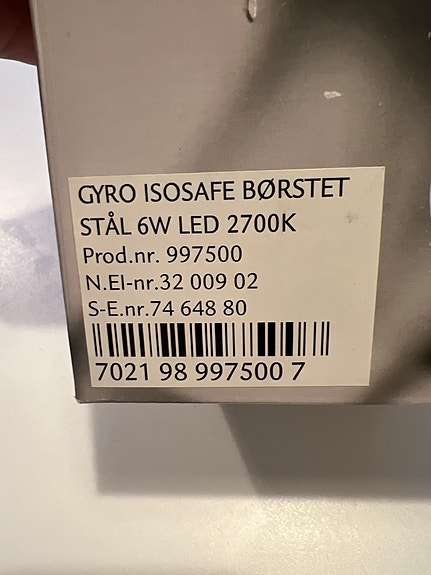 GYRO ISOSAFE BØRSTET
STÅL 6W LED 2700K
Prod.nr. 997500
N.El-nr.32 009 02
S-E.nr.74 648 80
7021 98 997500 7